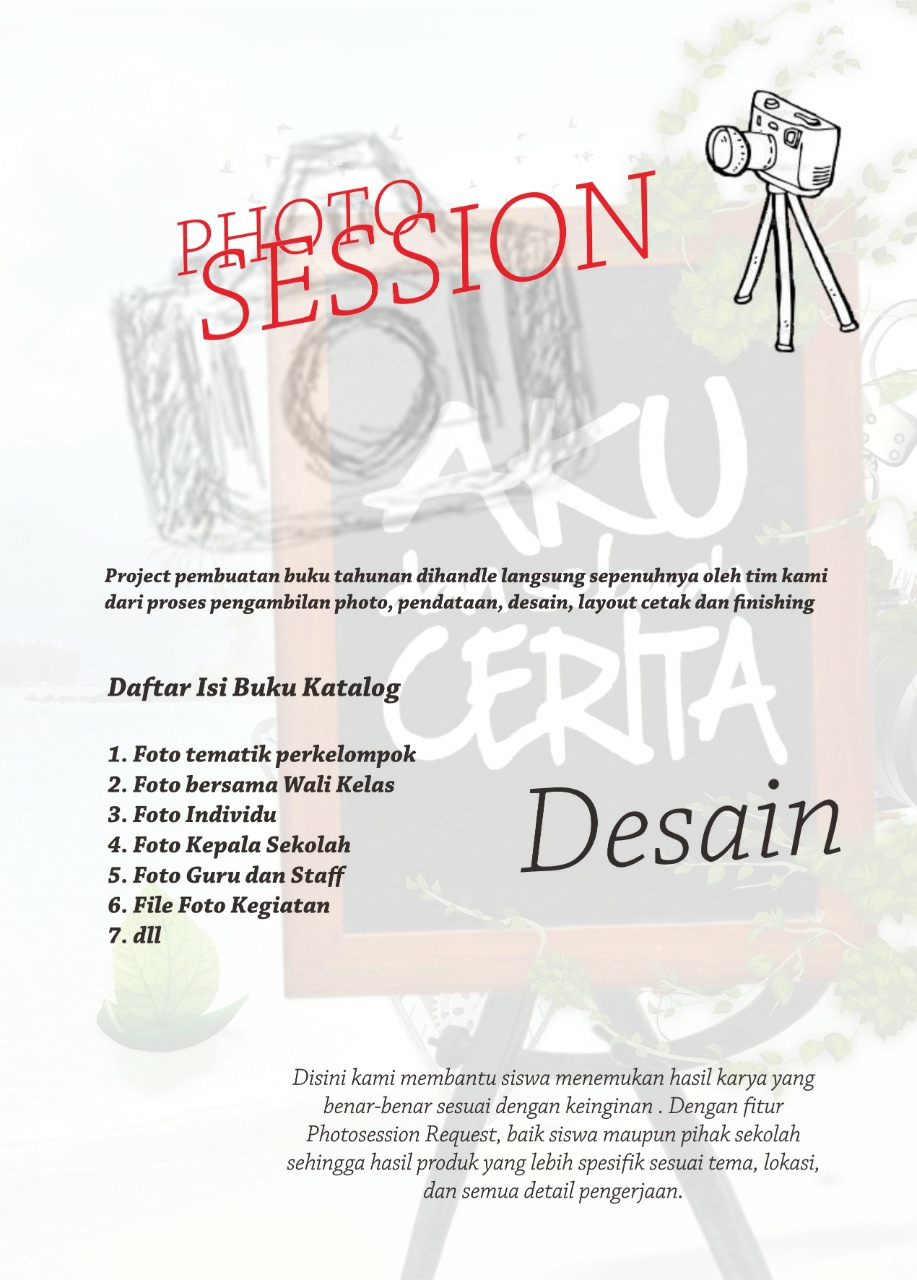 PHOTO
SESSION
AKU
CERITA
Project pembuatan buku tahunan dihandle langsung sepenuhnya oleh tim kami
dari proses pengambilan photo, pendataan, desain, layout cetak dan finishing
Daftar Isi Buku Katalog
1. Foto tematik perkelompok
2. Foto bersama Wali Kelas
3. Foto Individu
4. Foto Kepala Sekolah
5. Foto Guru dan Staff
6. File Foto Kegiatan
7. dll
Desain
Disini kami membantu siswa menemukan hasil karya yang
benar-benar sesuai dengan keinginan . Dengan fitur
Photosession Request, baik siswa maupun pihak sekolah
sehingga hasil produk yang lebih spesifik sesuai tema, lokasi,
dan semua detail pengerjaan.